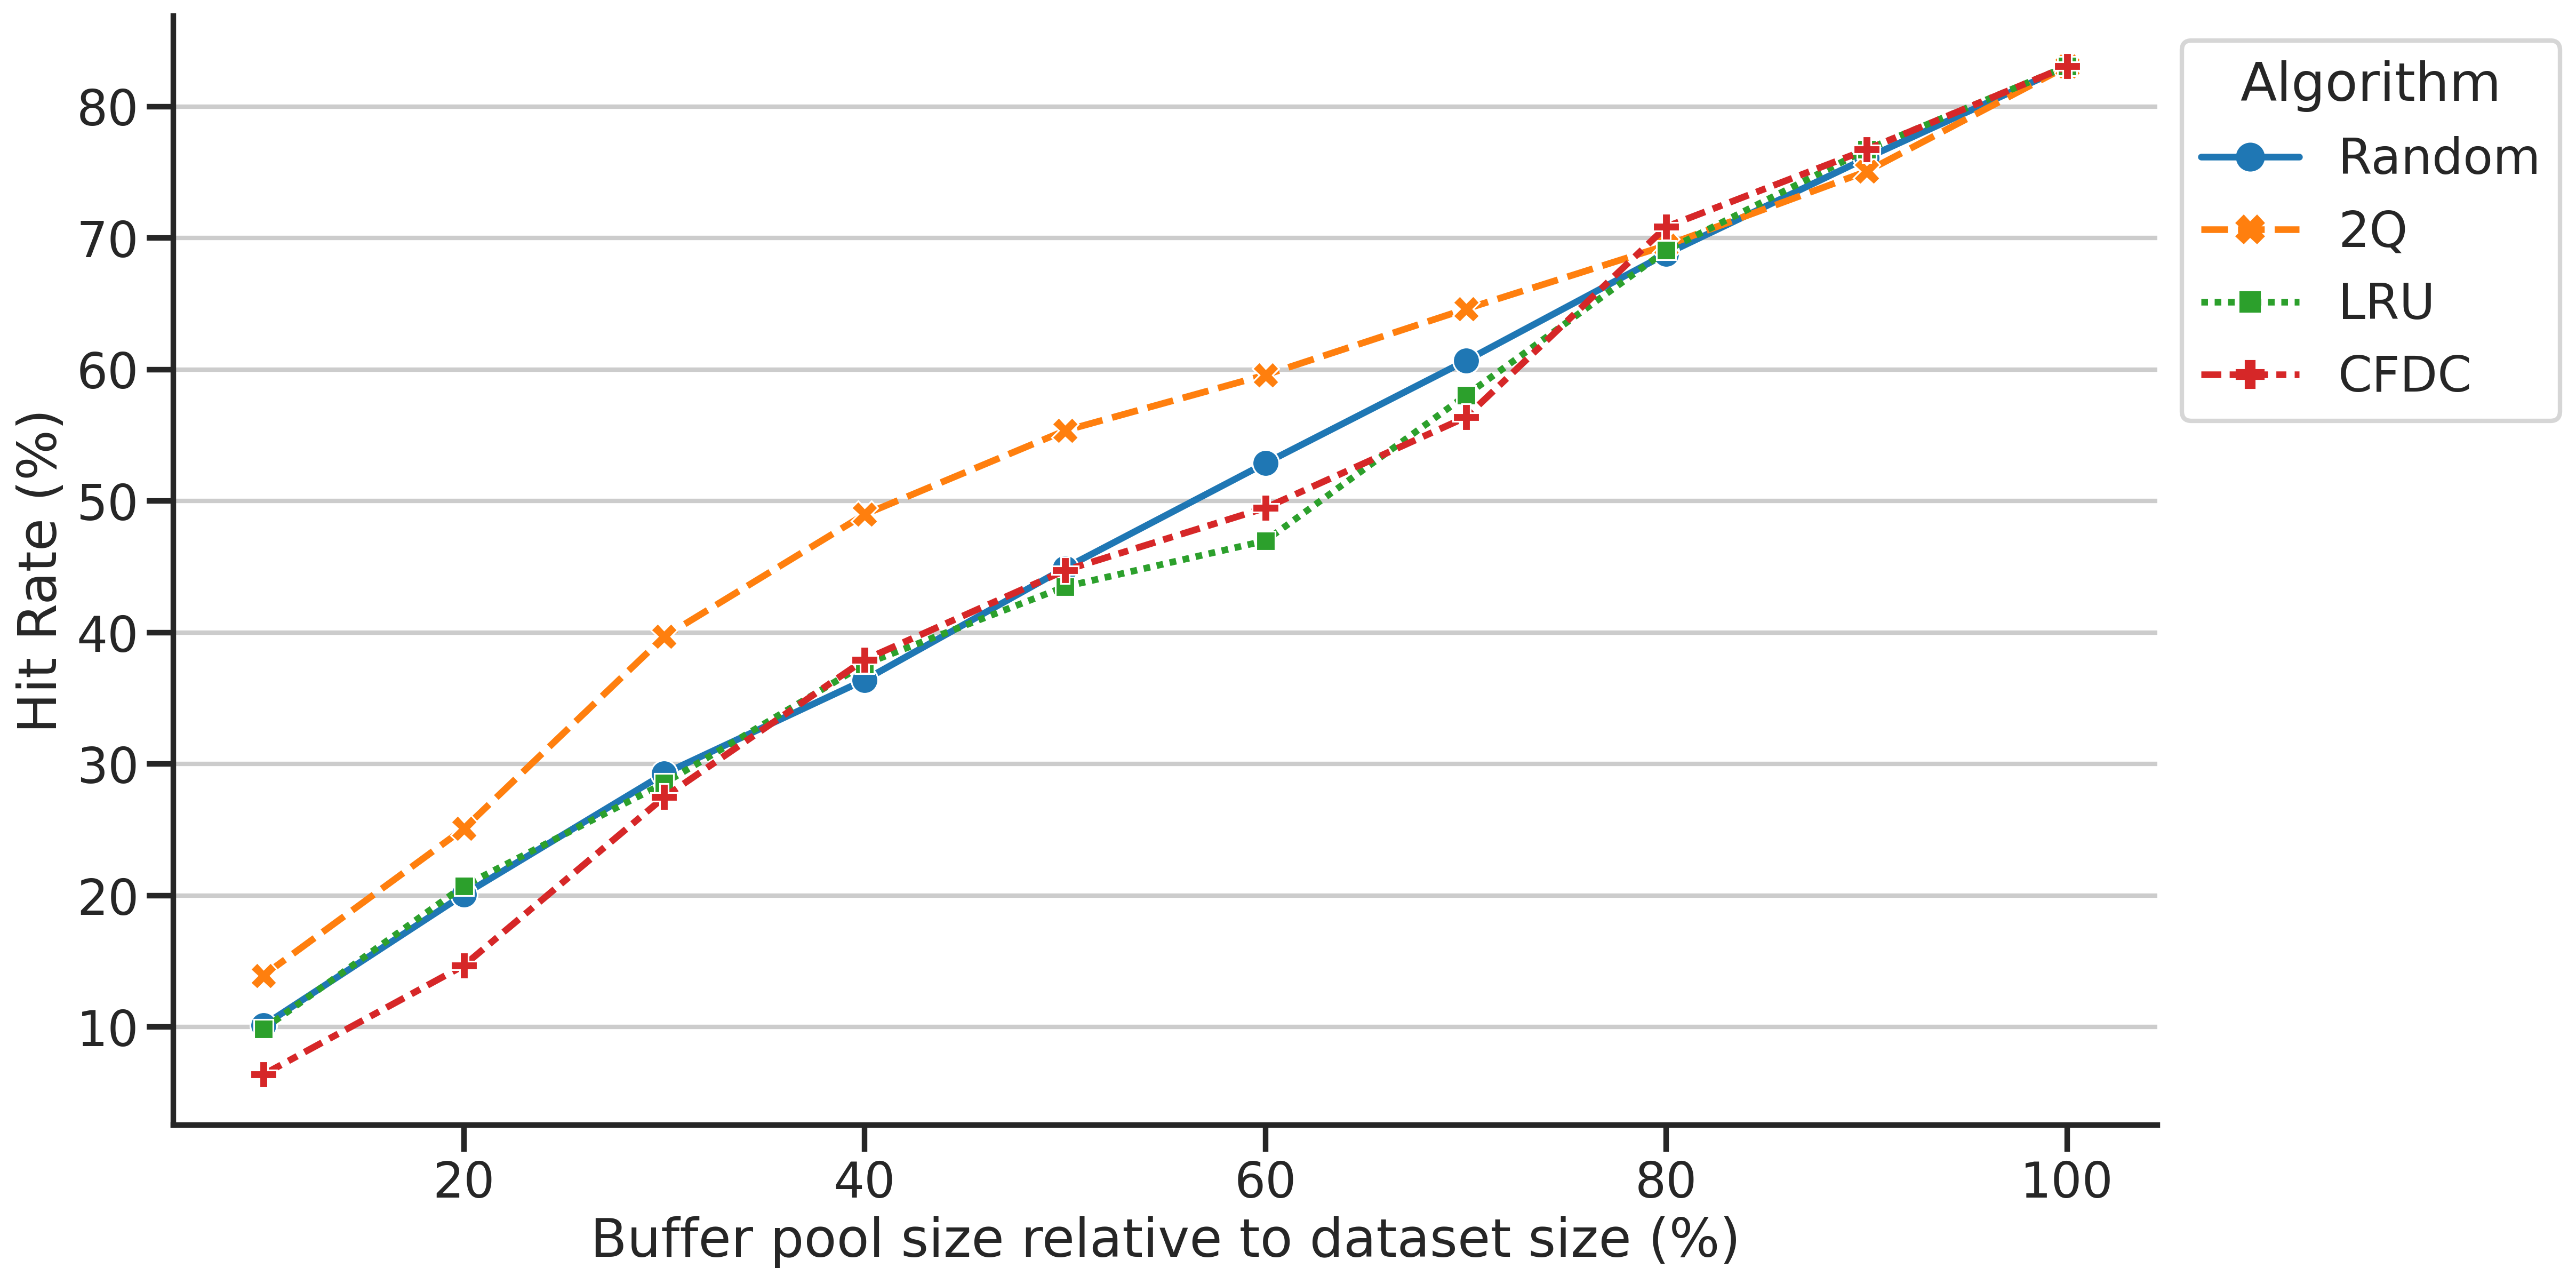 Algorithm
Random
2Q
LRU
CFDC
Hit Rate (%)
80
70
60
50
40
30
20
10
20 40 60 80 100
Buffer pool size relative to dataset size (%)